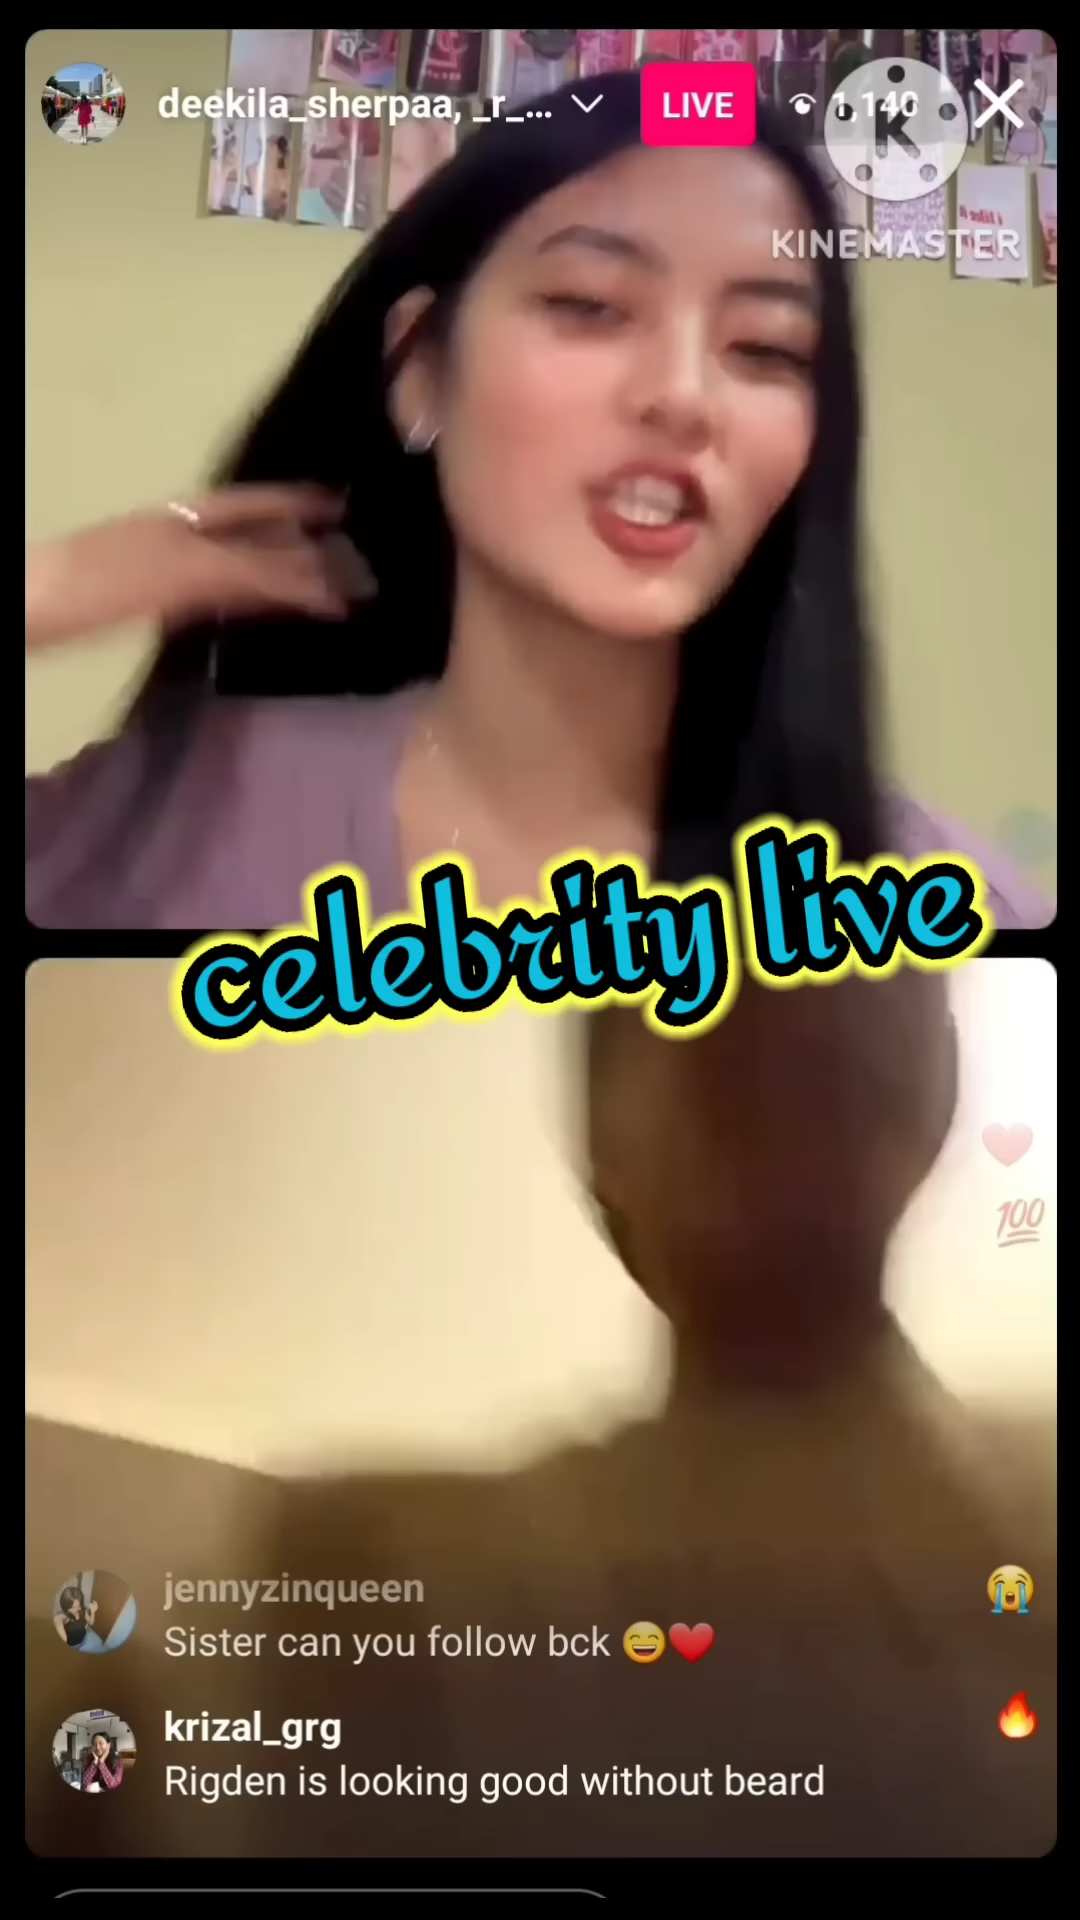 deekila_sherpaa, _r_...
LIVE
1,140
K
KINEMASTER
celebrity live
100
jennyzinqueen
Sister can you follow bck 😄❤️
krizal_grg
Rigden is looking good without beard